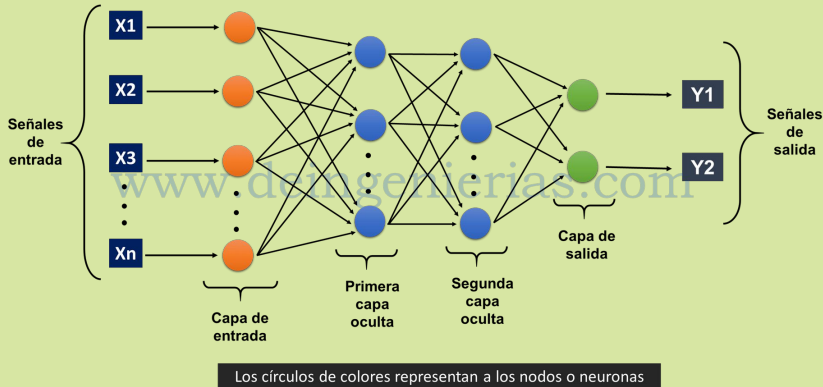 X1
X2
X3
Xn
Señales
de
entrada
Capa de
entrada
Primera
capa
oculta
Segunda
capa
oculta
Capa de
salida
Y1
Y2
Señales
de
salida
www.deingenierias.com
Los círculos de colores representan a los nodos o neuronas